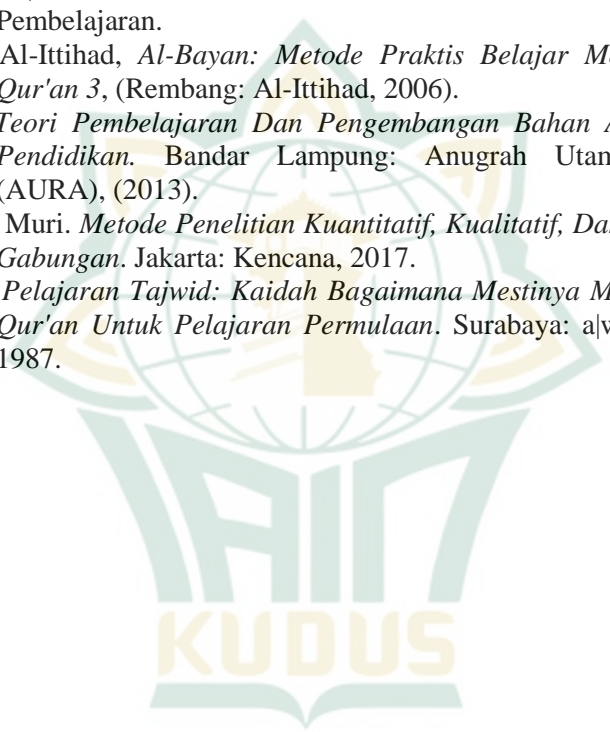 Pembelajaran.
Al-Ittihad, Al-Bayan: Metode Praktis Belajar
Qur'an 3, (Rembang: Al-Ittihad, 2006).
Teori Pembelajaran Dan Pengembangan Bahan
Pendidikan. Bandar Lampung: Anugrah
(AURA), (2013).
Muri. Metode Penelitian Kuantitatif, Kualitatif,
Gabungan. Jakarta: Kencana, 2017.
Pelajaran Tajwid: Kaidah Bagaimana Mestinya
Qur'an Untuk Pelajaran Permulaan. Surabaya:
1987.
IAIN
KUDUS